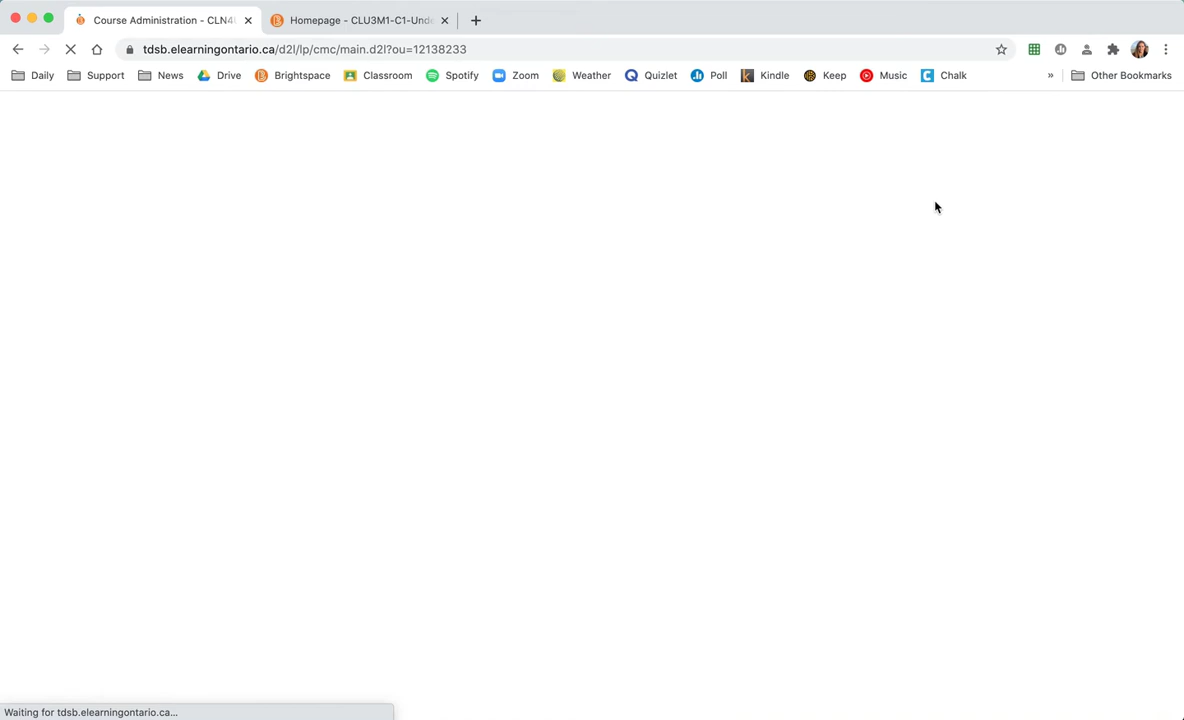 Course Administration - CLN4
Homepage - CLU3M1-C1-Unde
tdsb.elearningontario.ca/d2l/lp/cmc/main.d2l?ou=12138233
Daily Support News Drive Brightspace Classroom Spotify Zoom Weather Quizlet Poll Kindle Keep Music Chalk » Other Bookmarks
Waiting for tdsb.elearningontario.ca...